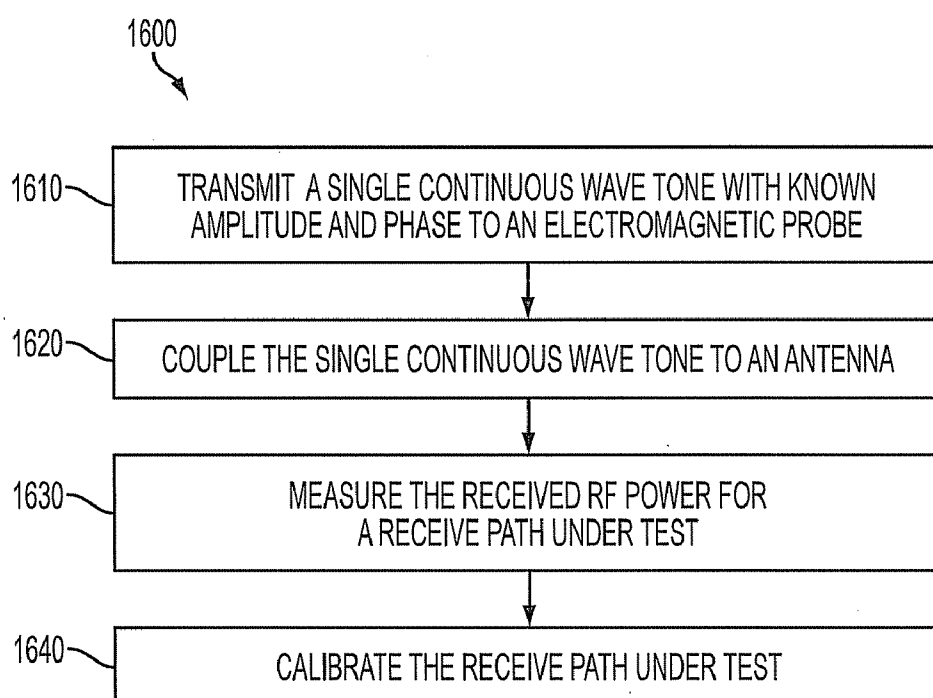 1600
1610
TRANSMIT A SINGLE CONTINUOUS WAVE TONE WITH KNOWN
AMPLITUDE AND PHASE TO AN ELECTROMAGNETIC PROBE
1620
COUPLE THE SINGLE CONTINUOUS WAVE TONE TO AN ANTENNA
1630
MEASURE THE RECEIVED RF POWER FOR
A RECEIVE PATH UNDER TEST
1640
CALIBRATE THE RECEIVE PATH UNDER TEST